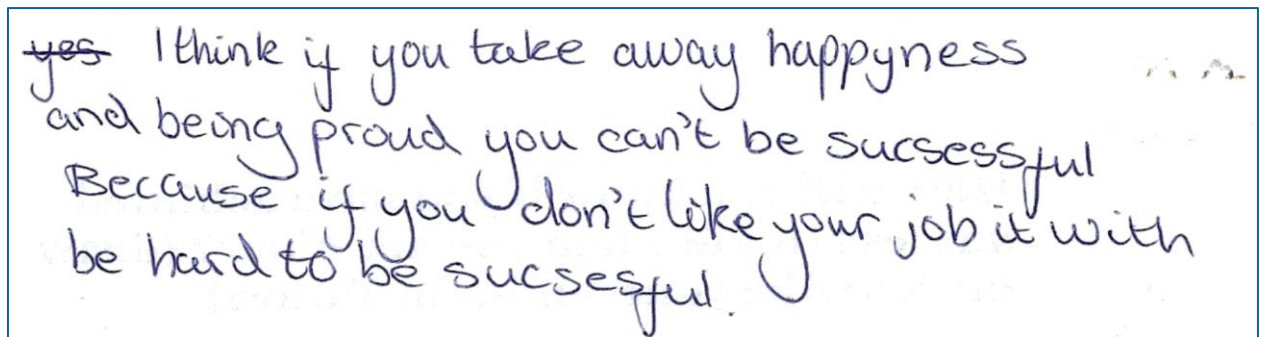 yes I think if you take away happyness
and being proud you can't be sucsessful
Because if you don't like your job it with
be hard to be sucsesful.